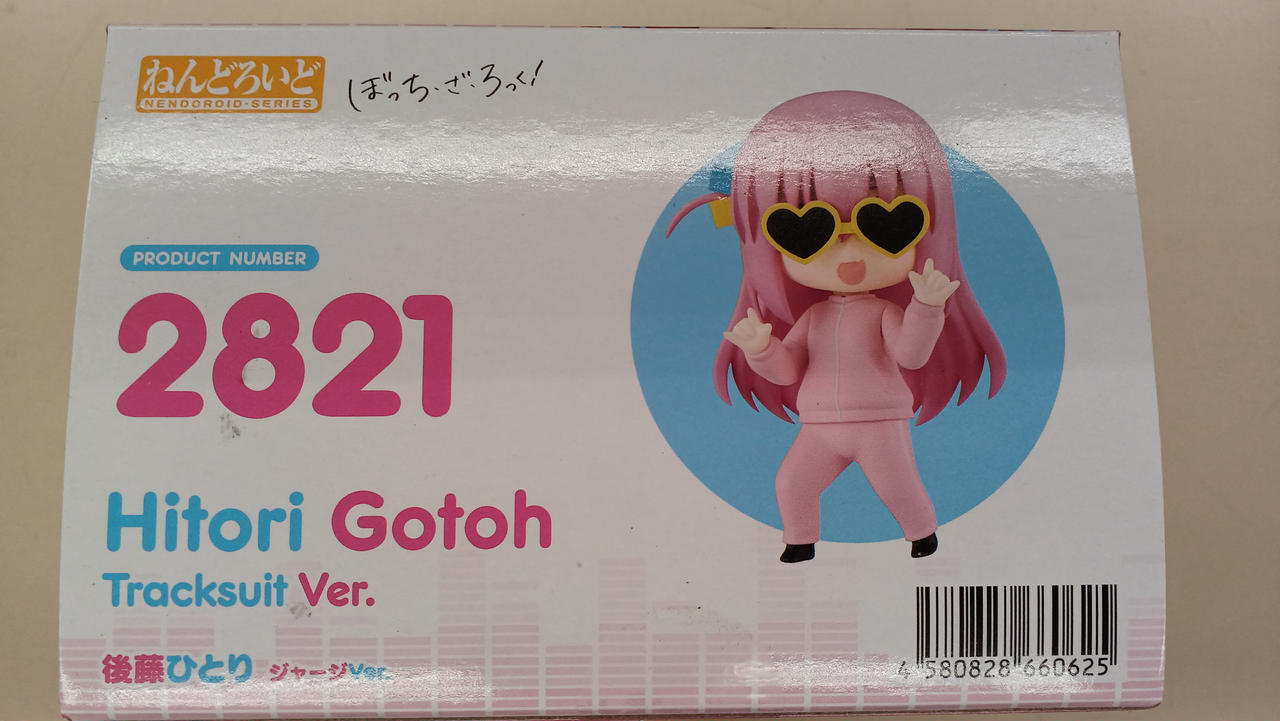 ねんどろいど
NENDOROID-SERIES
ぼっち・ざ・ろっく!
PRODUCT NUMBER
2821
Hitori Gotoh
Tracksuit Ver.
後藤ひとり ジャージVer.
4 580828 660625